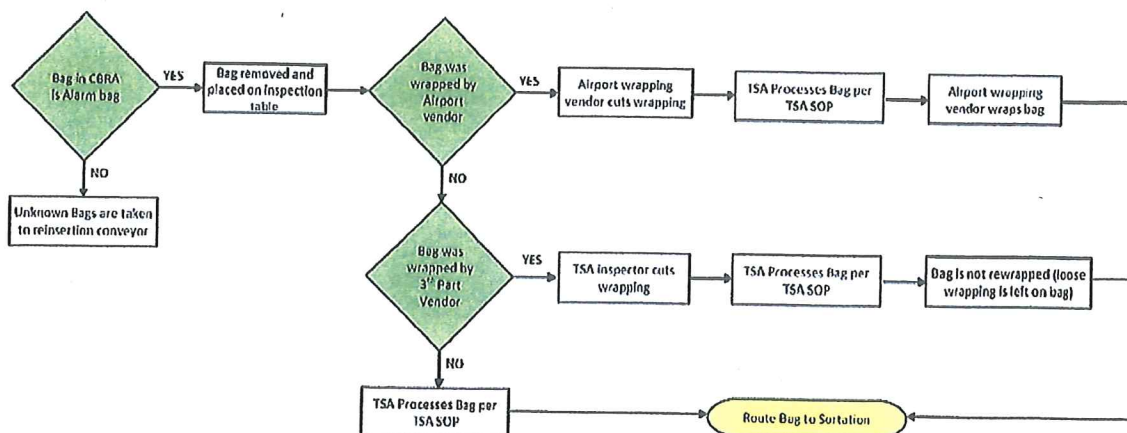 Bag in CBRA
is Alarm bag
YES
Bag removed and
placed on inspection
table
Bag was
wrapped by
Airport
vendor
YES
Airport wrapping
vendor cuts wrapping
TSA Processes Bag per
TSA SOP
Airport wrapping
vendor wraps bag
NO
Unknown Bags are taken
to reinsertion conveyor
NO
Bag was
wrapped by
3rd Part
Vendor
YES
TSA inspector cuts
wrapping
TSA Processes Bag per
TSA SOP
Bag is not rewrapped (loose
wrapping is left on bag)
NO
TSA Processes Bag per
TSA SOP
Route Bag to Sortation